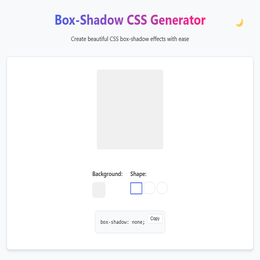 Box-Shadow CSS Generator
Create beautiful CSS box-shadow effects with ease
Background: Shape:
Copy
box-shadow: none;